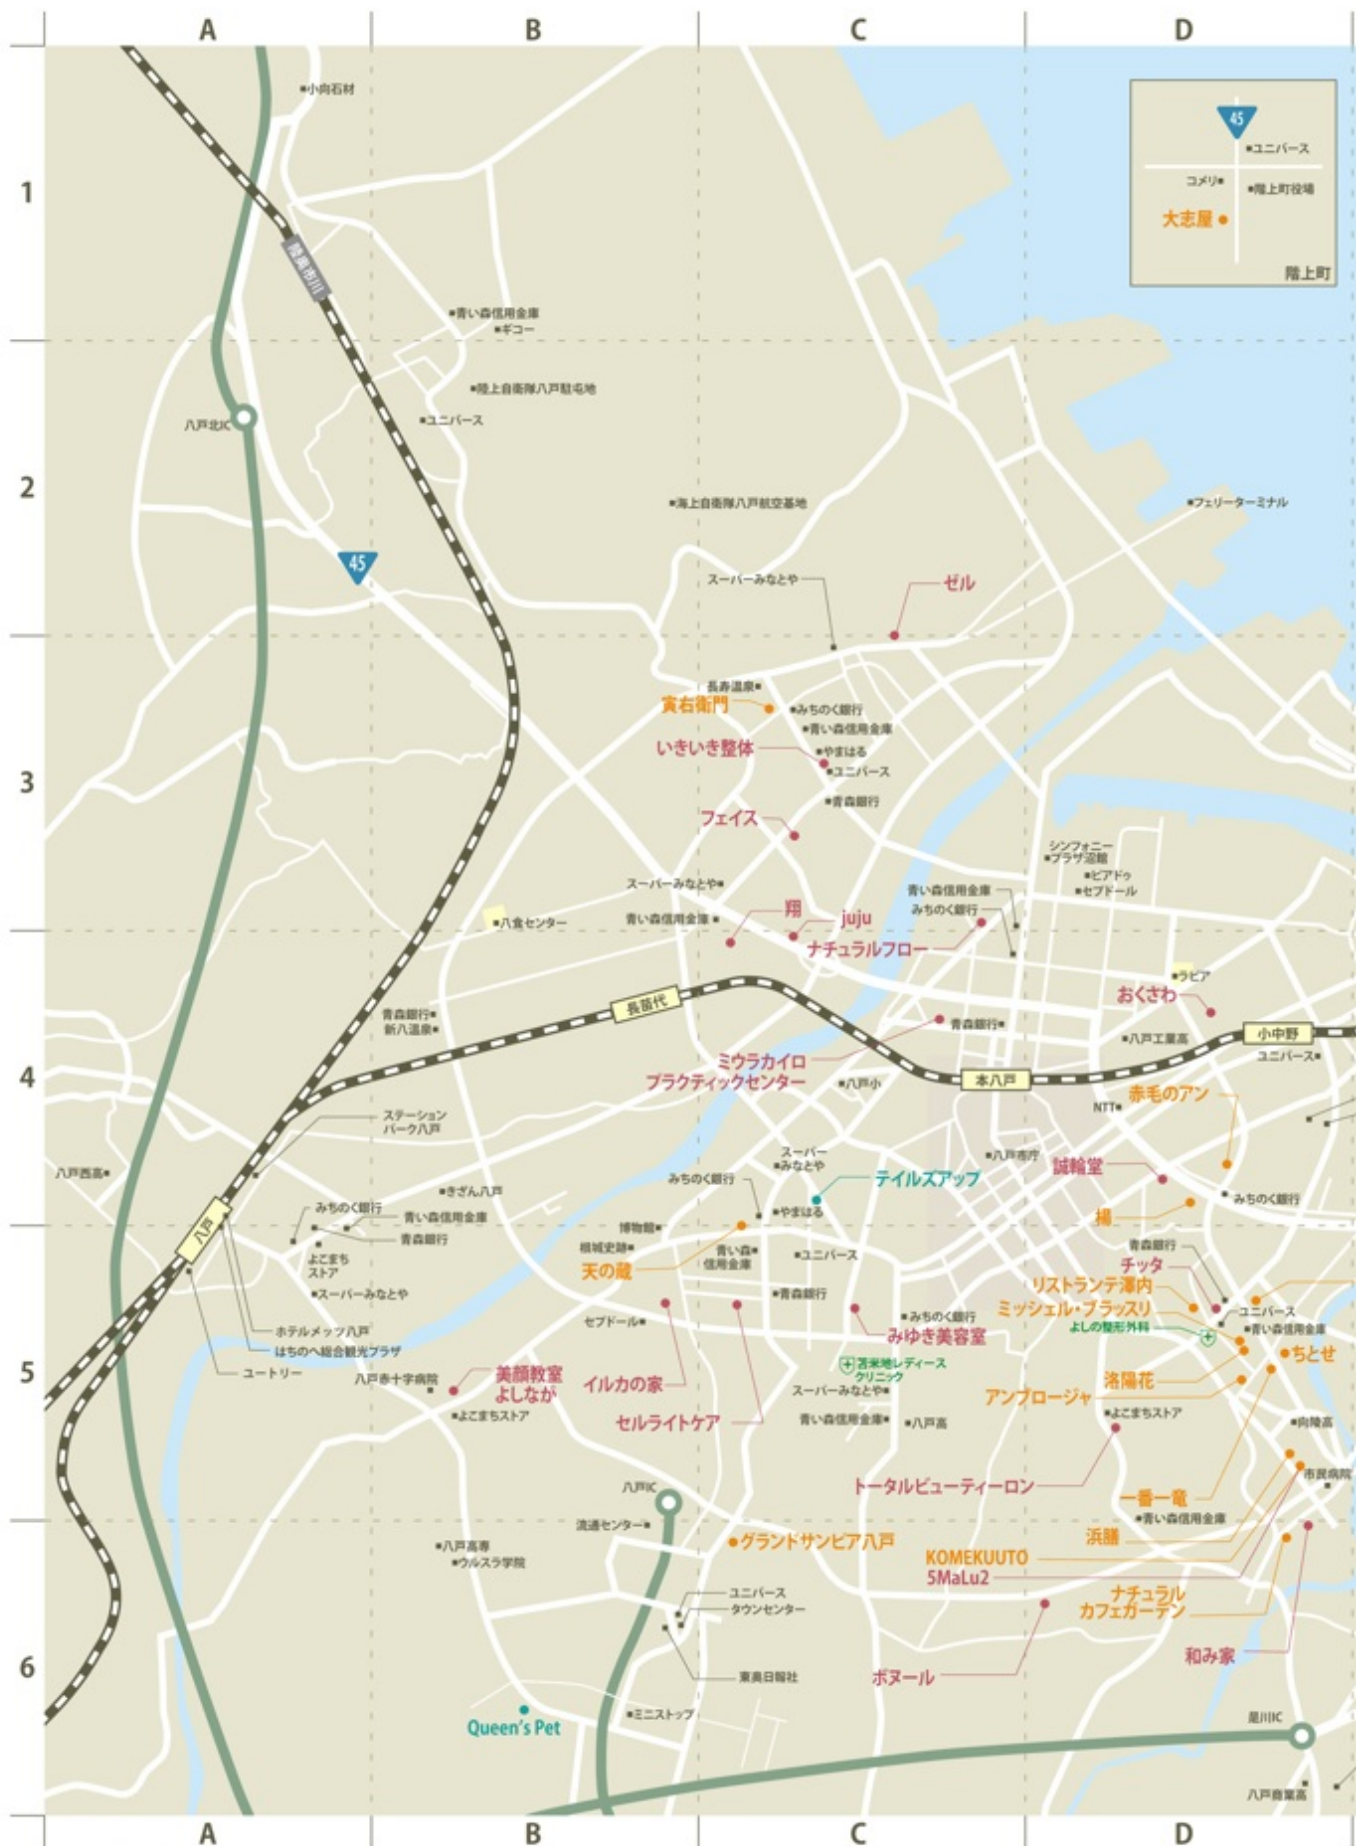 A
B
C
D
小向石材
45
ユニバース
コメリ
階上町役場
大志屋
階上町
1
陸奥市川
青い森信用金庫
ギコー
陸上自衛隊八戸駐屯地
ユニバース
八戸北IC
2
海上自衛隊八戸航空基地
フェリーターミナル
45
スーパーみなとや
ゼル
長寿温泉
寅右衛門
みちのく銀行
青い森信用金庫
いきいき整体
やまはる
ユニバース
3
青森銀行
フェイス
シンフォニー
プラザ沼館
ピアドゥ
セブドール
スーパーみなとや
青い森信用金庫
みちのく銀行
八食センター
青い森信用金庫
翔
juju
ナチュラルフロー
ラピア
おくさわ
長苗代
青森銀行
新八温泉
青森銀行
八戸工業高
小中野
ユニバース
ミウラカイロ
プラクティックセンター
八戸小
本八戸
4
赤毛のアン
NTT
ステーション
パーク八戸
八戸西高
スーパー
みなとや
八戸市庁
誠輪堂
みちのく銀行
テイルズアップ
きざん八戸
みちのく銀行
やまはる
楊
みちのく銀行
青い森信用金庫
八戸
博物館
青森銀行
根城史跡
青い森
信用金庫
ユニバース
青森銀行
よこまち
ストア
天の蔵
チッタ
リストランテ澤内
スーパーみなとや
青森銀行
ミッシェル・ブラッスリ
ユニバース
セブドール
みちのく銀行
よしの整形外科
青い森信用金庫
ホテルメッツ八戸
みゆき美容室
はちのへ総合観光プラザ
ちとせ
ユートリー
苫米地レディース
クリニック
5
八戸赤十字病院
美顔教室
よしなが
イルカの家
スーパーみなとや
洛陽花
アンブロージャ
よこまちストア
セルライトケア
青い森信用金庫
八戸高
よこまちストア
向陵高
市民病院
八戸IC
トータルビューティーロン
一番一竜
流通センター
青い森信用金庫
浜膳
八戸高専
ウルスラ学院
グランドサンピア八戸
KOMEKUUTO
5MaLu2
ユニバース
タウンセンター
ナチュラル
カフェガーデン
6
東奥日報社
ボヌール
和み家
Queen's Pet
ミニストップ
是川IC
八戸商業高
A
B
C
D